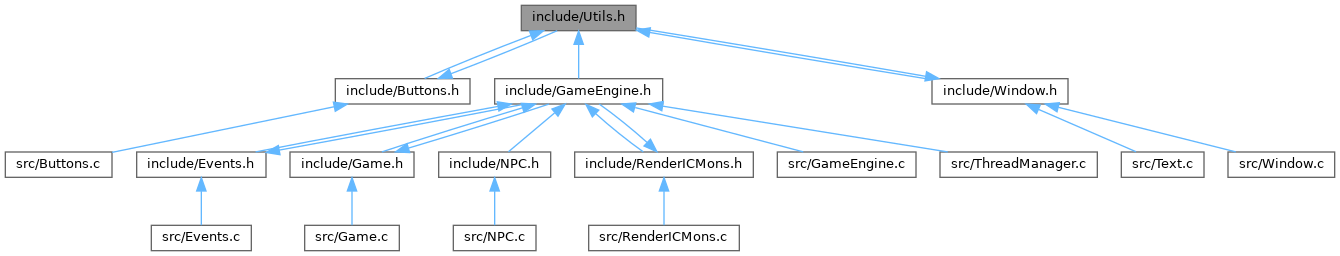 include/Utils.h
include/Buttons.h
include/GameEngine.h
include/Window.h
src/Buttons.c
include/Events.h
include/Game.h
include/NPC.h
include/RenderICMons.h
src/GameEngine.c
src/ThreadManager.c
src/Text.c
src/Window.c
src/Events.c
src/Game.c
src/NPC.c
src/RenderICMons.c